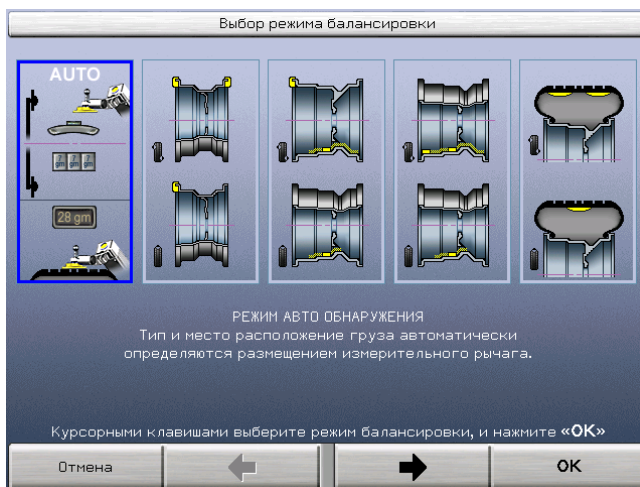 Выбор режима балансировки
AUTO
28 gm
РЕЖИМ АВТО ОБНАРУЖЕНИЯ
Тип и место расположение груза автоматически
определяются размещением измерительного рычага.
Курсорными клавишами выберите режим балансировки, и нажмите «OK»
Отмена
OK